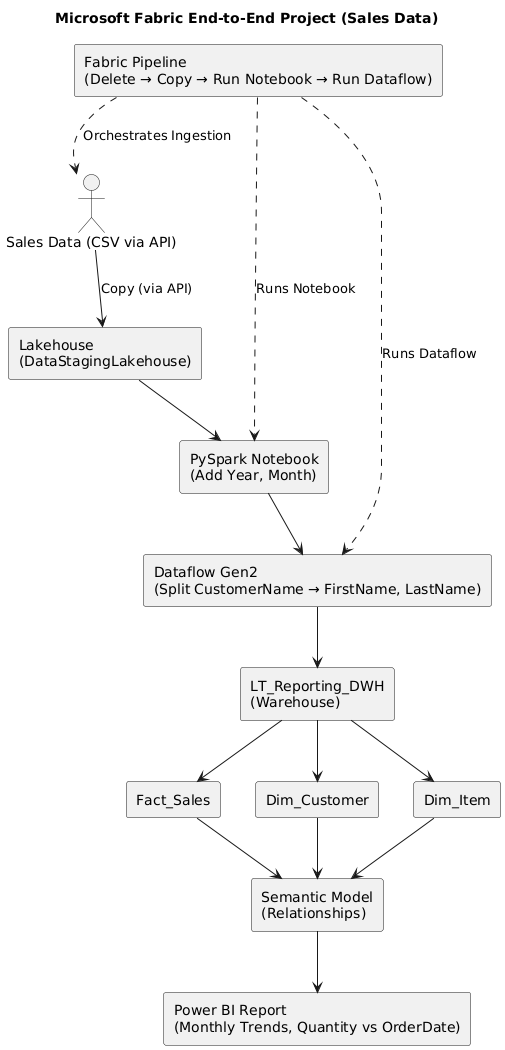 Microsoft Fabric End-to-End Project (Sales Data)
Fabric Pipeline
(Delete → Copy → Run Notebook → Run Dataflow)
Orchestrates Ingestion
Sales Data (CSV via API)
Copy (via API)
Runs Notebook
Lakehouse
(DataStagingLakehouse)
Runs Dataflow
PySpark Notebook
(Add Year, Month)
Dataflow Gen2
(Split CustomerName → FirstName, LastName)
LT_Reporting_DWH
(Warehouse)
Fact_Sales
Dim_Customer
Dim_Item
Semantic Model
(Relationships)
Power BI Report
(Monthly Trends, Quantity vs OrderDate)